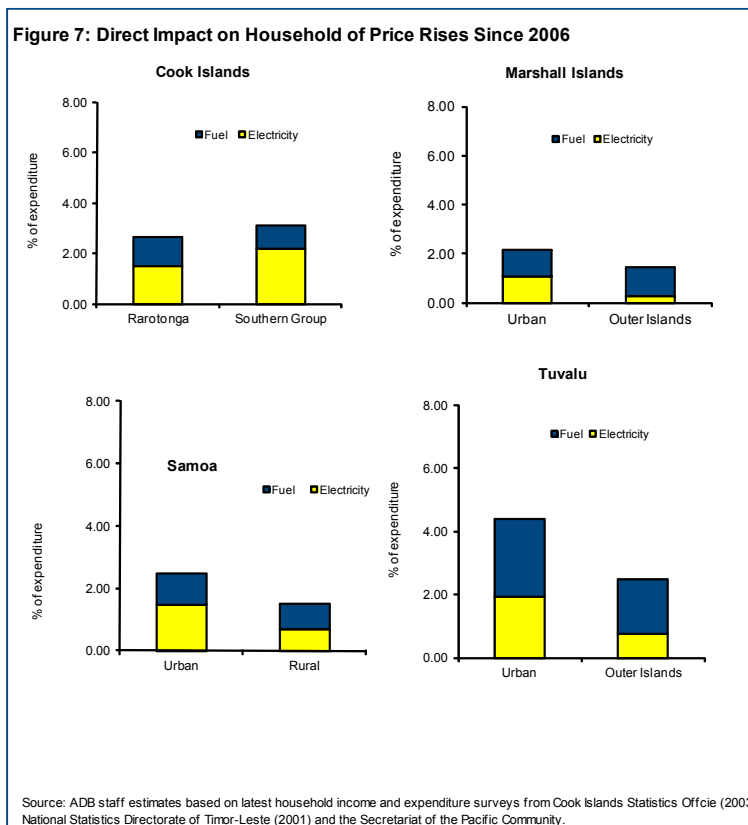 Figure 7: Direct Impact on Household of Price Rises Since 2006
Cook Islands
8.00
6.00
4.00
2.00
0.00
% of expenditure
Fuel Electricity
Rarotonga Southern Group
Marshall Islands
8.00
6.00
4.00
2.00
0.00
% of expenditure
Fuel Electricity
Urban Outer Islands
Samoa
8.00
6.00
4.00
2.00
0.00
% of expenditure
Fuel Electricity
Urban Rural
Tuvalu
8.00
6.00
4.00
2.00
0.00
% of expenditure
Fuel Electricity
Urban Outer Islands
Source: ADB staff estimates based on latest household income and expenditure surveys from Cook Islands Statistics Offcie (2003
National Statistics Directorate of Timor-Leste (2001) and the Secretariat of the Pacific Community.